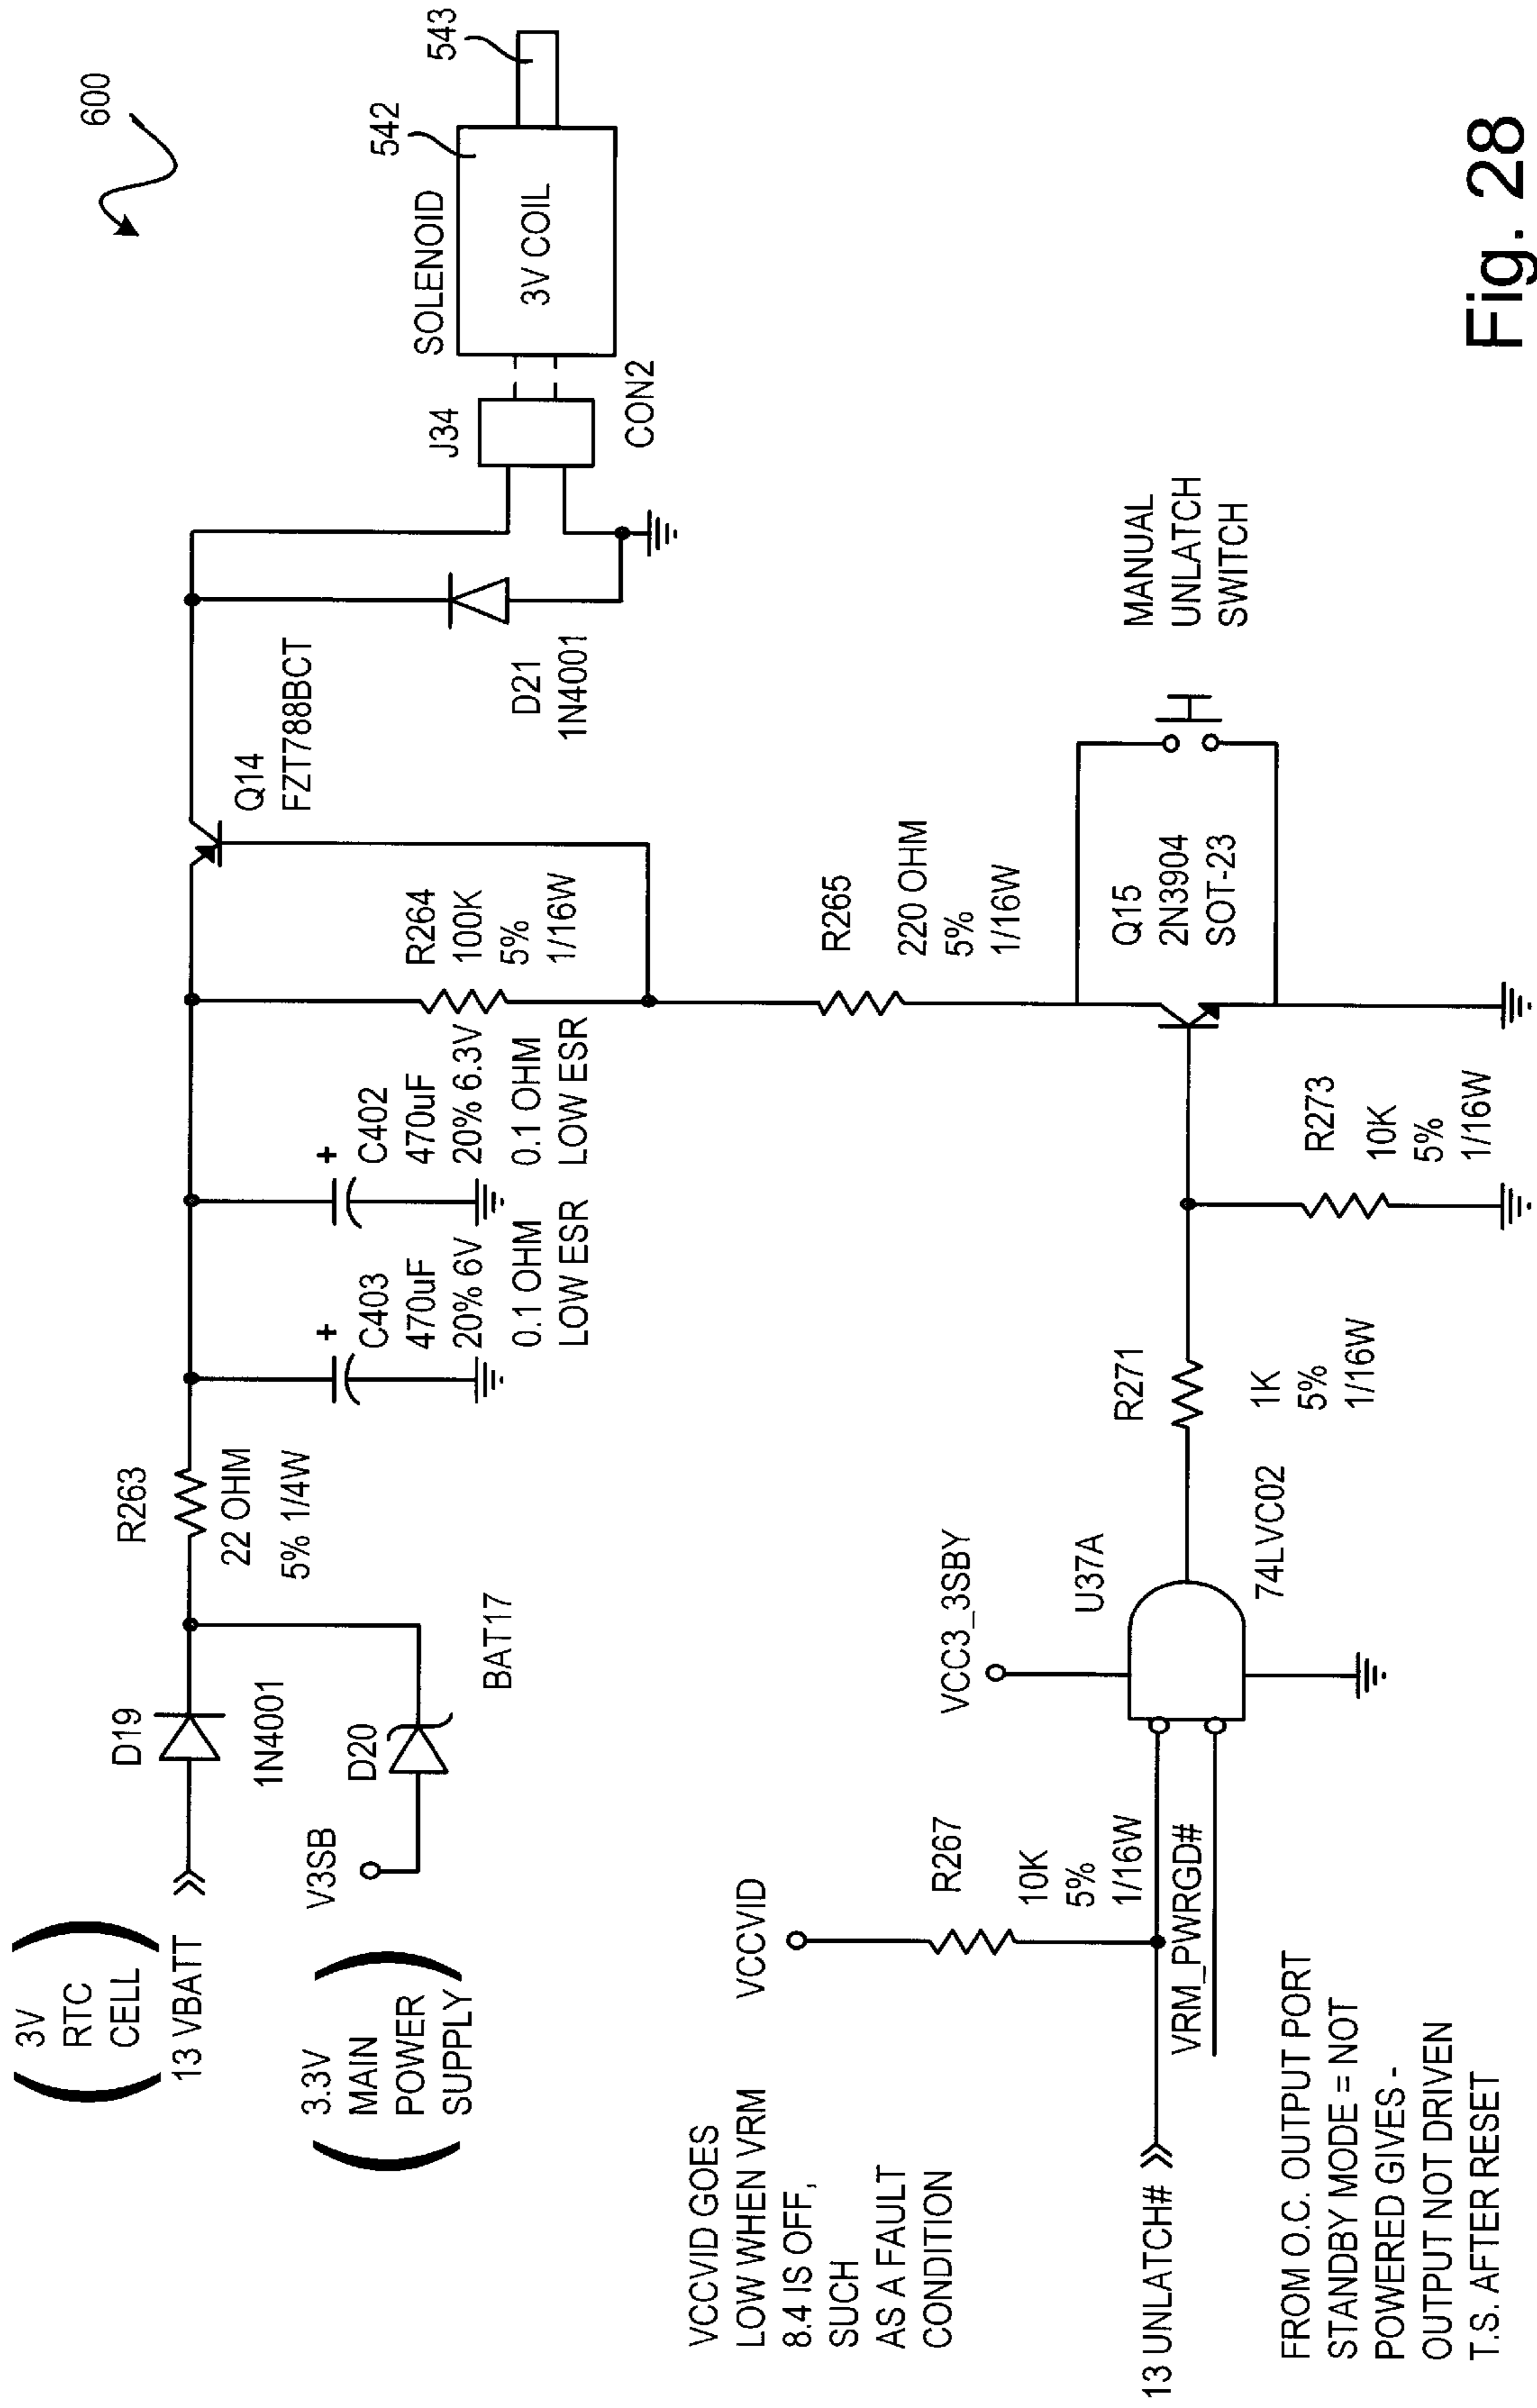 600
3V
RTC
CELL
13 VBATT
D19
1N4001
3.3V
MAIN
POWER
SUPPLY
V3SB
D20
BAT17
R263
22 OHM
5% 1/4W
+
C403
470uF
20% 6V
0.1 OHM
LOW ESR
+
C402
470uF
20% 6.3V
0.1 OHM
LOW ESR
R264
100K
5%
1/16W
Q14
FZT788BCT
D21
1N4001
J34
CON2
SOLENOID
3V COIL
542
543
R265
220 OHM
5%
1/16W
Q15
2N3904
SOT-23
MANUAL
UNLATCH
SWITCH
VCCVID GOES
LOW WHEN VRM
8.4 IS OFF,
SUCH
AS A FAULT
CONDITION
VCCVID
R267
10K
5%
1/16W
13 UNLATCH#
VRM_PWRGD#
VCC3_3SBY
U37A
74LVC02
R271
1K
5%
1/16W
R273
10K
5%
1/16W
FROM O.C. OUTPUT PORT
STANDBY MODE = NOT
POWERED GIVES -
OUTPUT NOT DRIVEN
T.S. AFTER RESET
Fig. 28